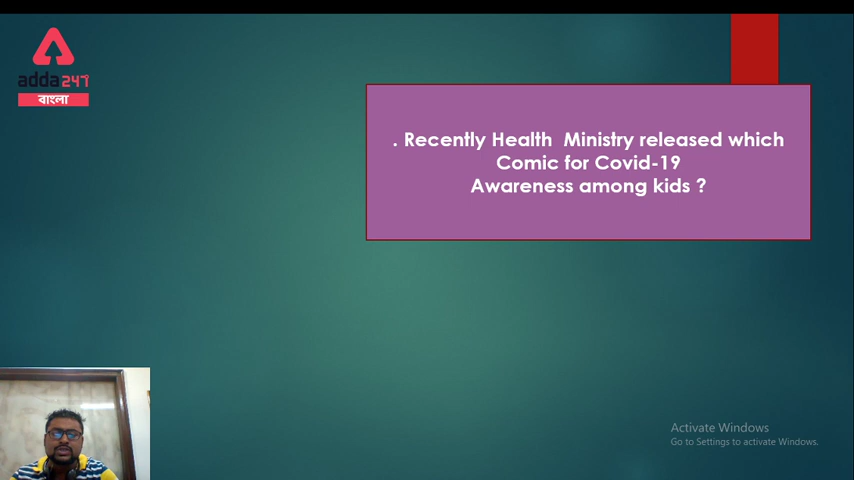 adda247
বাংলা
. Recently Health Ministry released which
Comic for Covid-19
Awareness among kids ?
Activate Windows
Go to Settings to activate Windows.